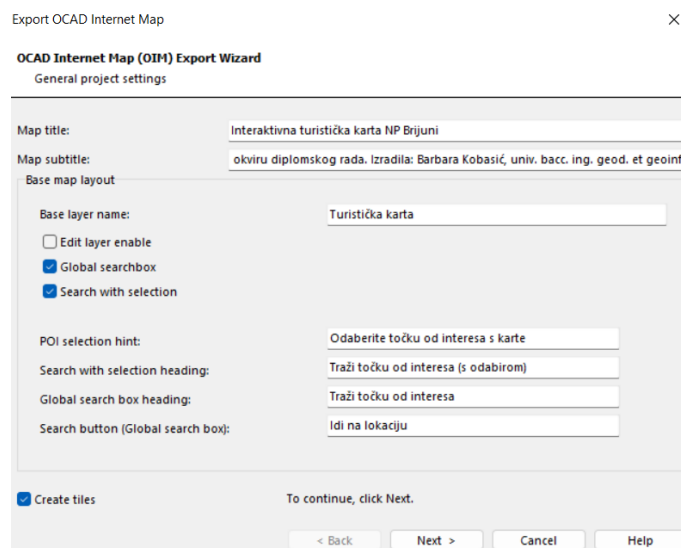 Export OCAD Internet Map
OCAD Internet Map (OIM) Export Wizard
General project settings
Map title: Interaktivna turistička karta NP Brijuni
Map subtitle: okviru diplomskog rada. Izradila: Barbara Kobasić, univ. bacc. ing. geod. et geoinf
Base map layout
Base layer name: Turistička karta
Edit layer enable
Global searchbox
Search with selection
POI selection hint: Odaberite točku od interesa s karte
Search with selection heading: Traži točku od interesa (s odabirom)
Global search box heading: Traži točku od interesa
Search button (Global search box): Idi na lokaciju
Create tiles To continue, click Next.
< Back Next > Cancel Help